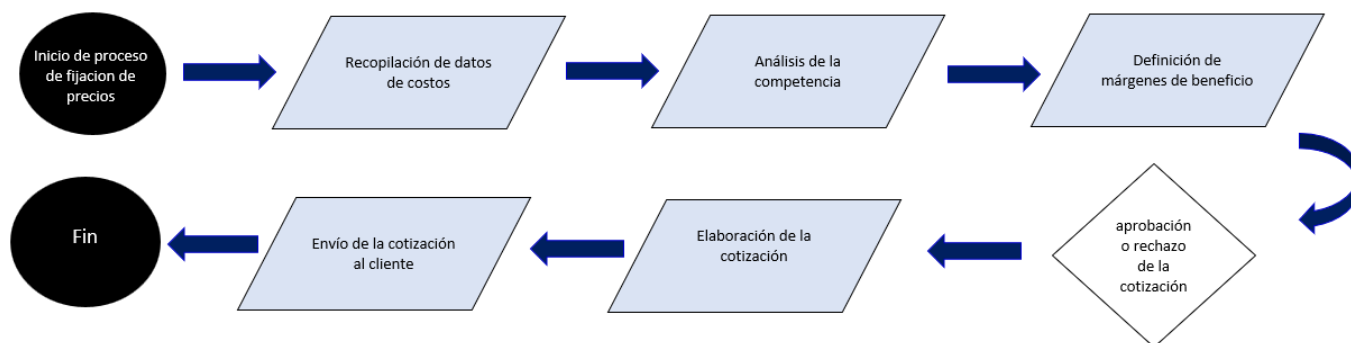 Inicio de proceso
de fijacion de
precios
Recopilación de datos
de costos
Análisis de la
competencia
Definición de
márgenes de beneficio
aprobación
o rechazo
de la
cotización
Elaboración de la
cotización
Envío de la cotización
al cliente
Fin